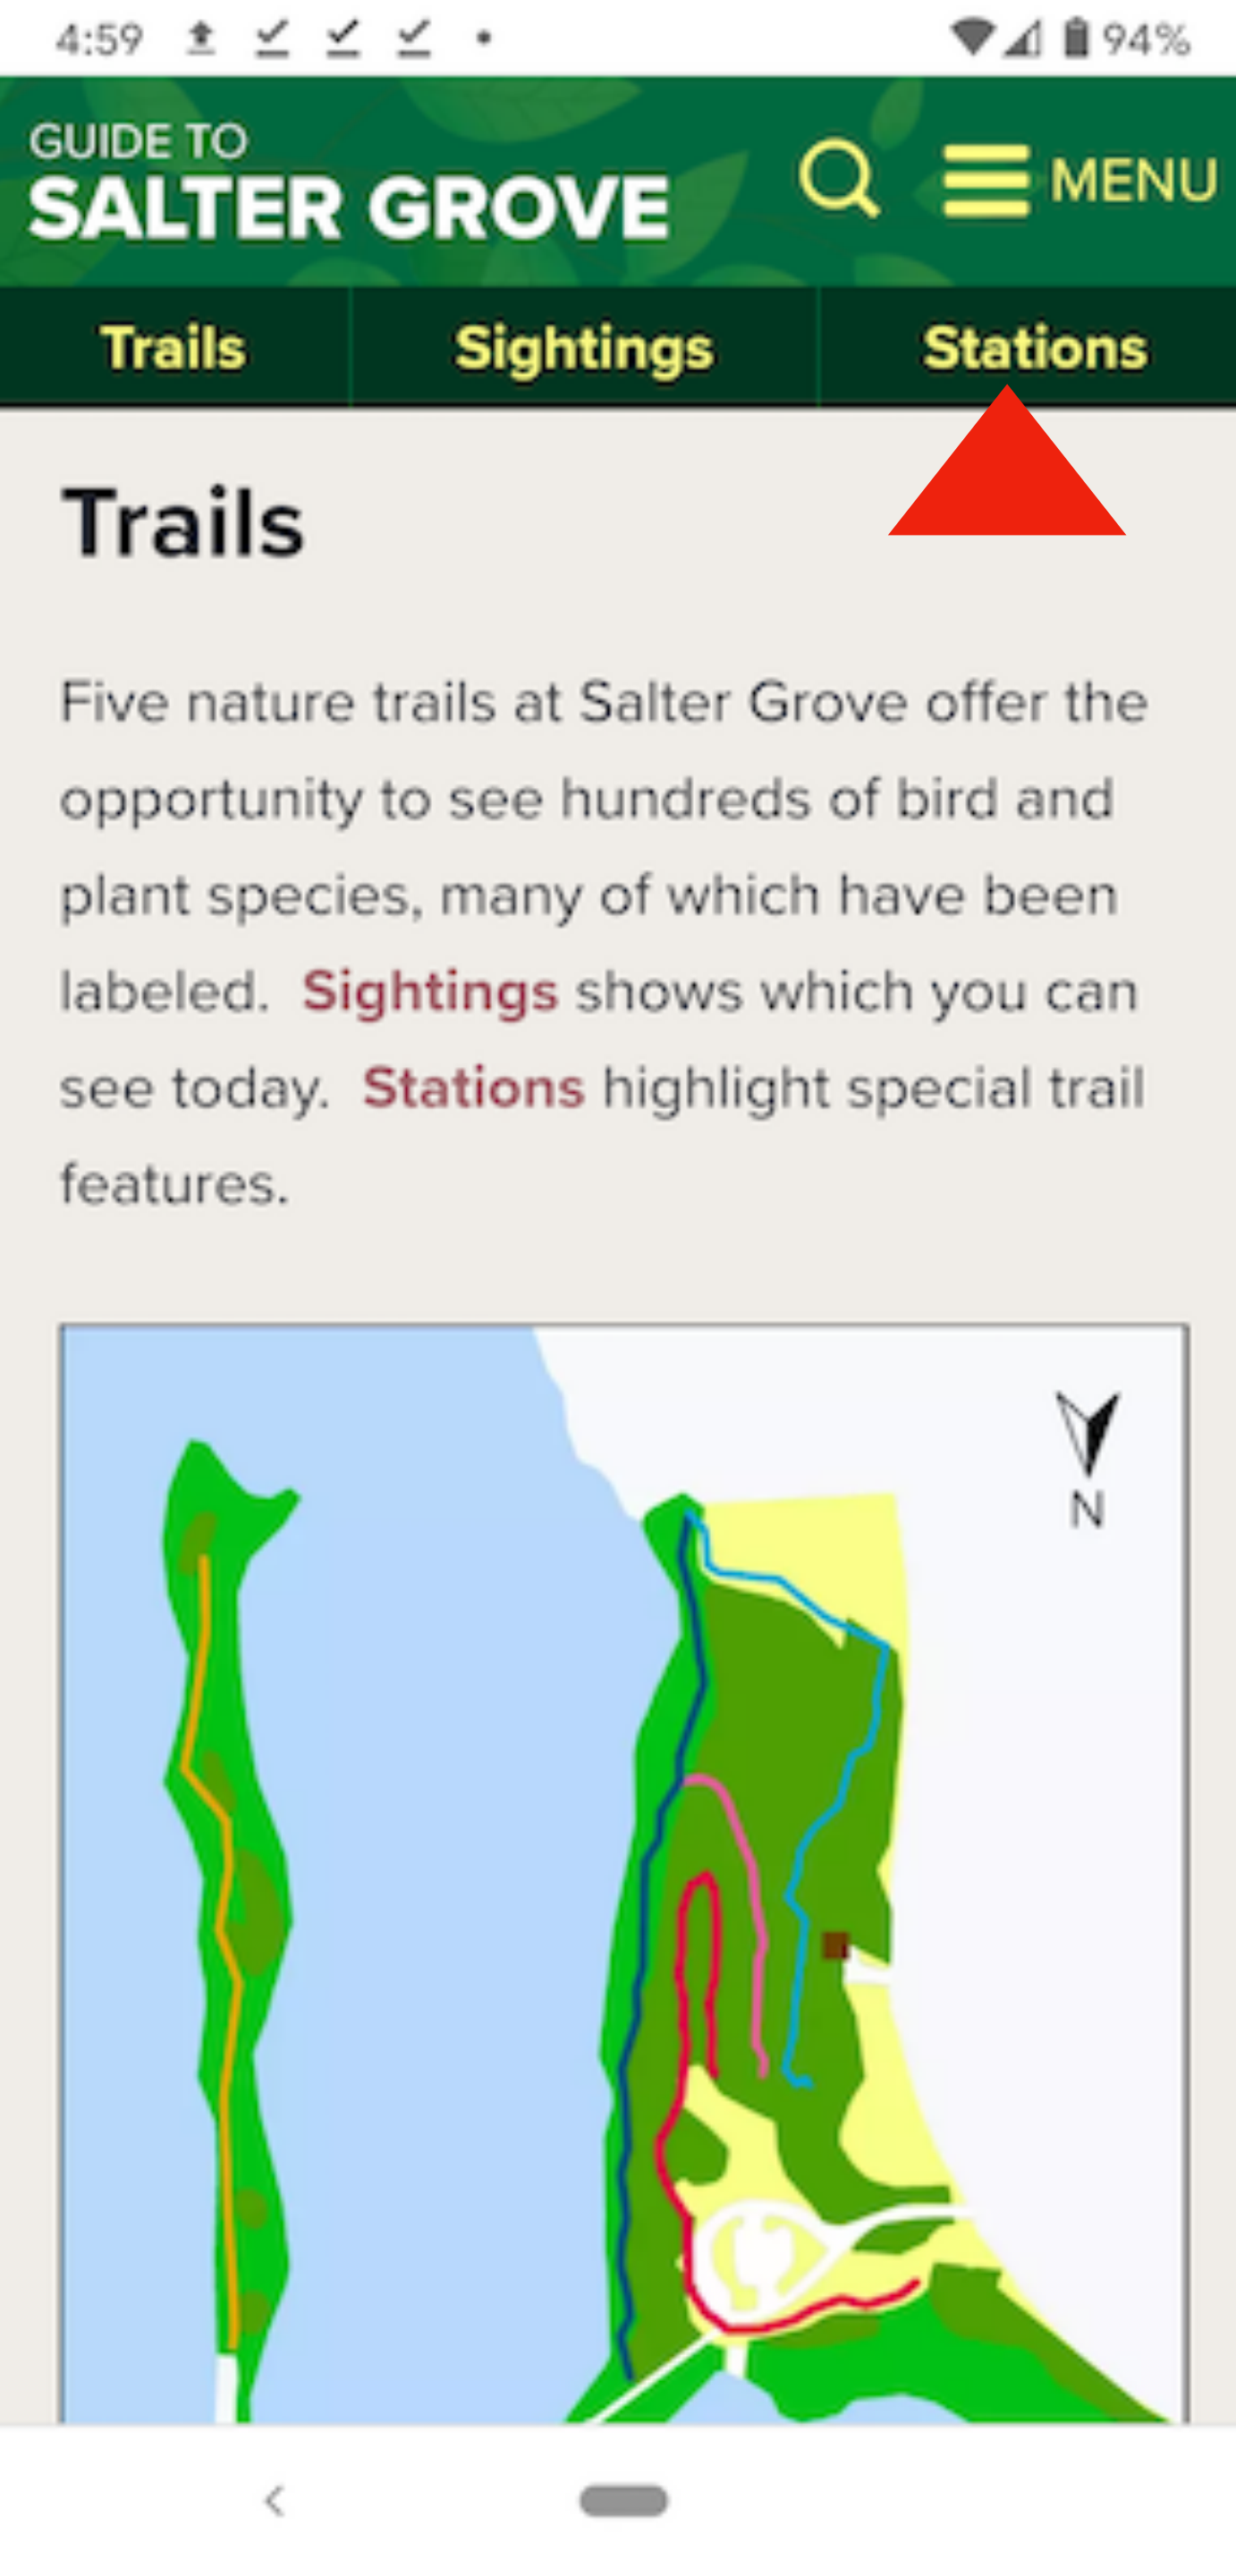 4:59
94%
GUIDE TO
SALTER GROVE
MENU
Trails
Sightings
Stations
Trails
Five nature trails at Salter Grove offer the
opportunity to see hundreds of bird and
plant species, many of which have been
labeled. Sightings shows which you can
see today. Stations highlight special trail
features.
N